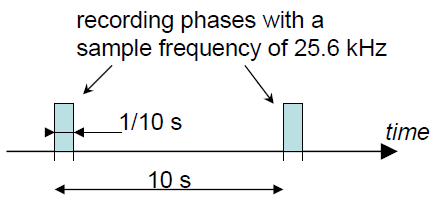 recording phases with a
sample frequency of 25.6 kHz
1/10 s
time
10 s